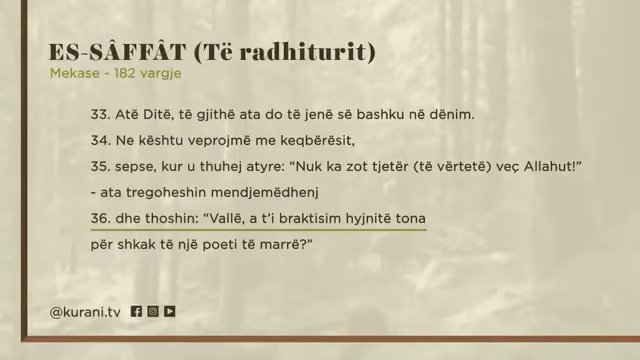 ES-SÂFFÂT (Të radhiturit)
Mekase - 182 vargje
33. Atë Ditë, të gjithë ata do të jenë së bashku në dënim.
34. Ne kështu veprojmë me keqbërësit,
35. sepse, kur u thuhej atyre: “Nuk ka zot tjetër (të vërtetë) veç Allahut!”
- ata tregoheshin mendjemëdhenj
36. dhe thoshin: “Vallë, a t’i braktisim hyjnitë tona
për shkak të një poeti të marrë?”
@kurani.tv